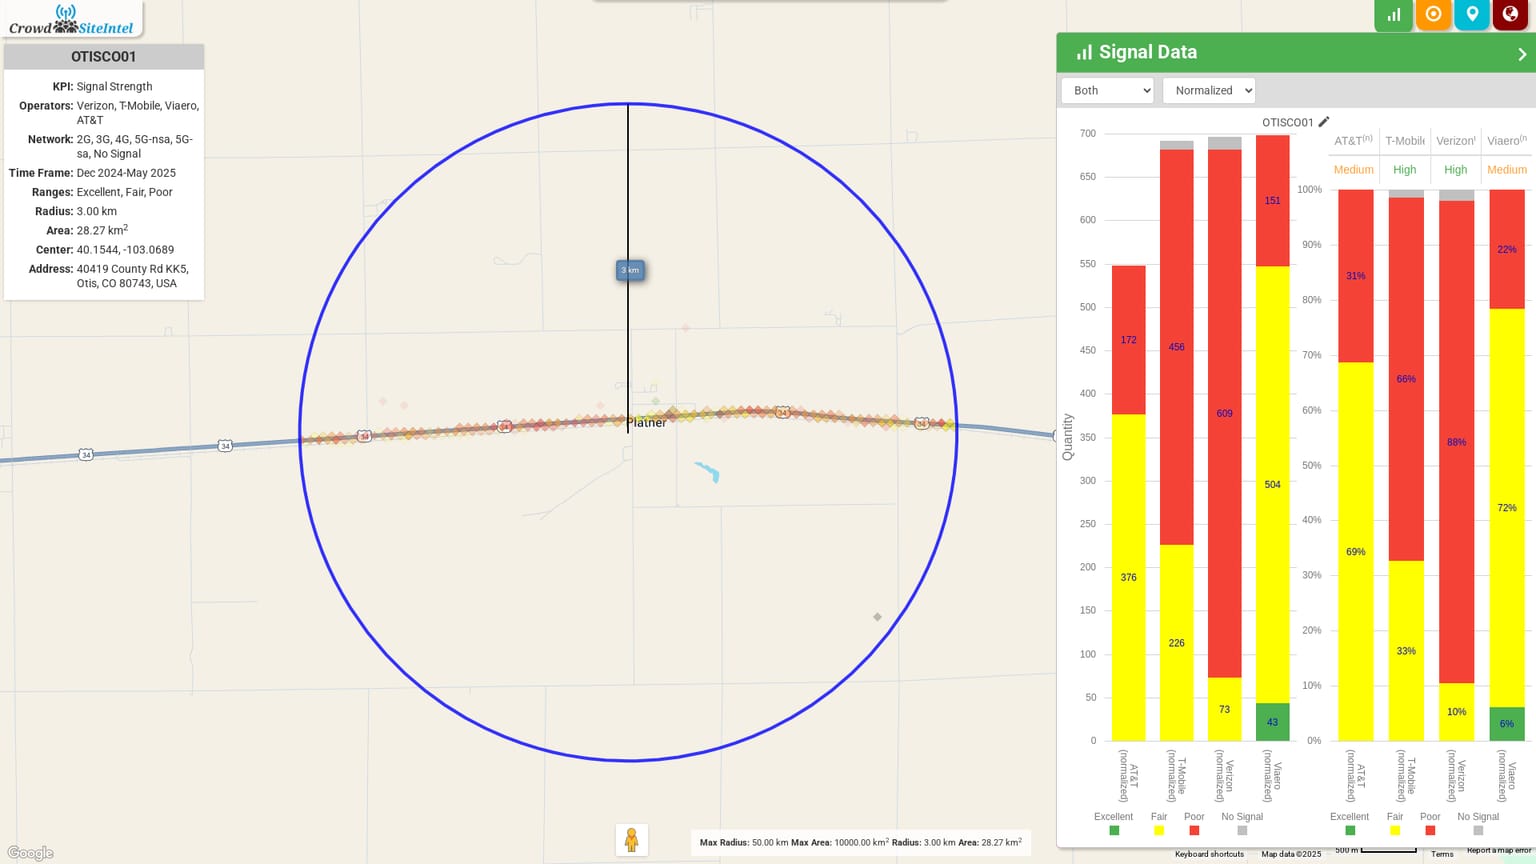 Crowd SiteIntel
OTISCO01
KPI: Signal Strength
Operators: Verizon, T-Mobile, Viaero,
AT&T
Network: 2G, 3G, 4G, 5G-nsa, 5G-
sa, No Signal
Time Frame: Dec 2024-May 2025
Ranges: Excellent, Fair, Poor
Radius: 3.00 km
Area: 28.27 km2
Center: 40.1544, -103.0689
Address: 40419 County Rd KK5,
Otis, CO 80743, USA
3 km
34
34
34
34
34
34
Platner
Google
Max Radius: 50.00 km Max Area: 10000.00 km2 Radius: 3.00 km Area: 28.27 km2
Signal Data
Both
Normalized
OTISCO01
Quantity
700
650
600
550
500
450
400
350
300
250
200
150
100
50
0
172
376
456
226
609
73
151
504
43
AT&T
(normalized)
T-Mobile
(normalized)
Verizon
(normalized)
Viaero
(normalized)
Excellent
Fair
Poor
No Signal
AT&T(n)
T-Mobile
Verizon
Viaero(n
Medium
High
High
Medium
100%
90%
80%
70%
60%
50%
40%
30%
20%
10%
0%
31%
69%
66%
33%
88%
10%
22%
72%
6%
AT&T
(normalized)
T-Mobile
(normalized)
Verizon
(normalized)
Viaero
(normalized)
Excellent
Fair
Poor
No Signal
Keyboard shortcuts
Map data ©2025
500 m
Terms
Report a map error